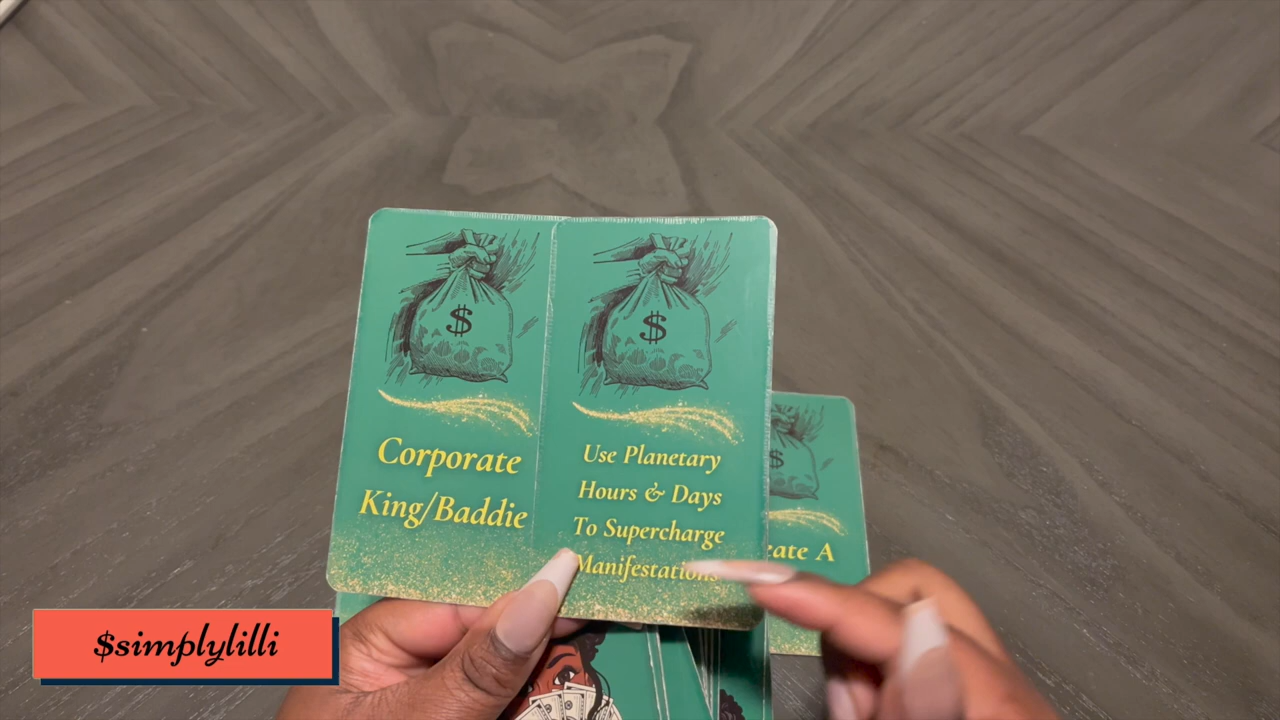 $
Corporate
King/Baddie
$
Use Planetary
Hours & Days
To Supercharge
Manifestations
$
A
$simplylilli